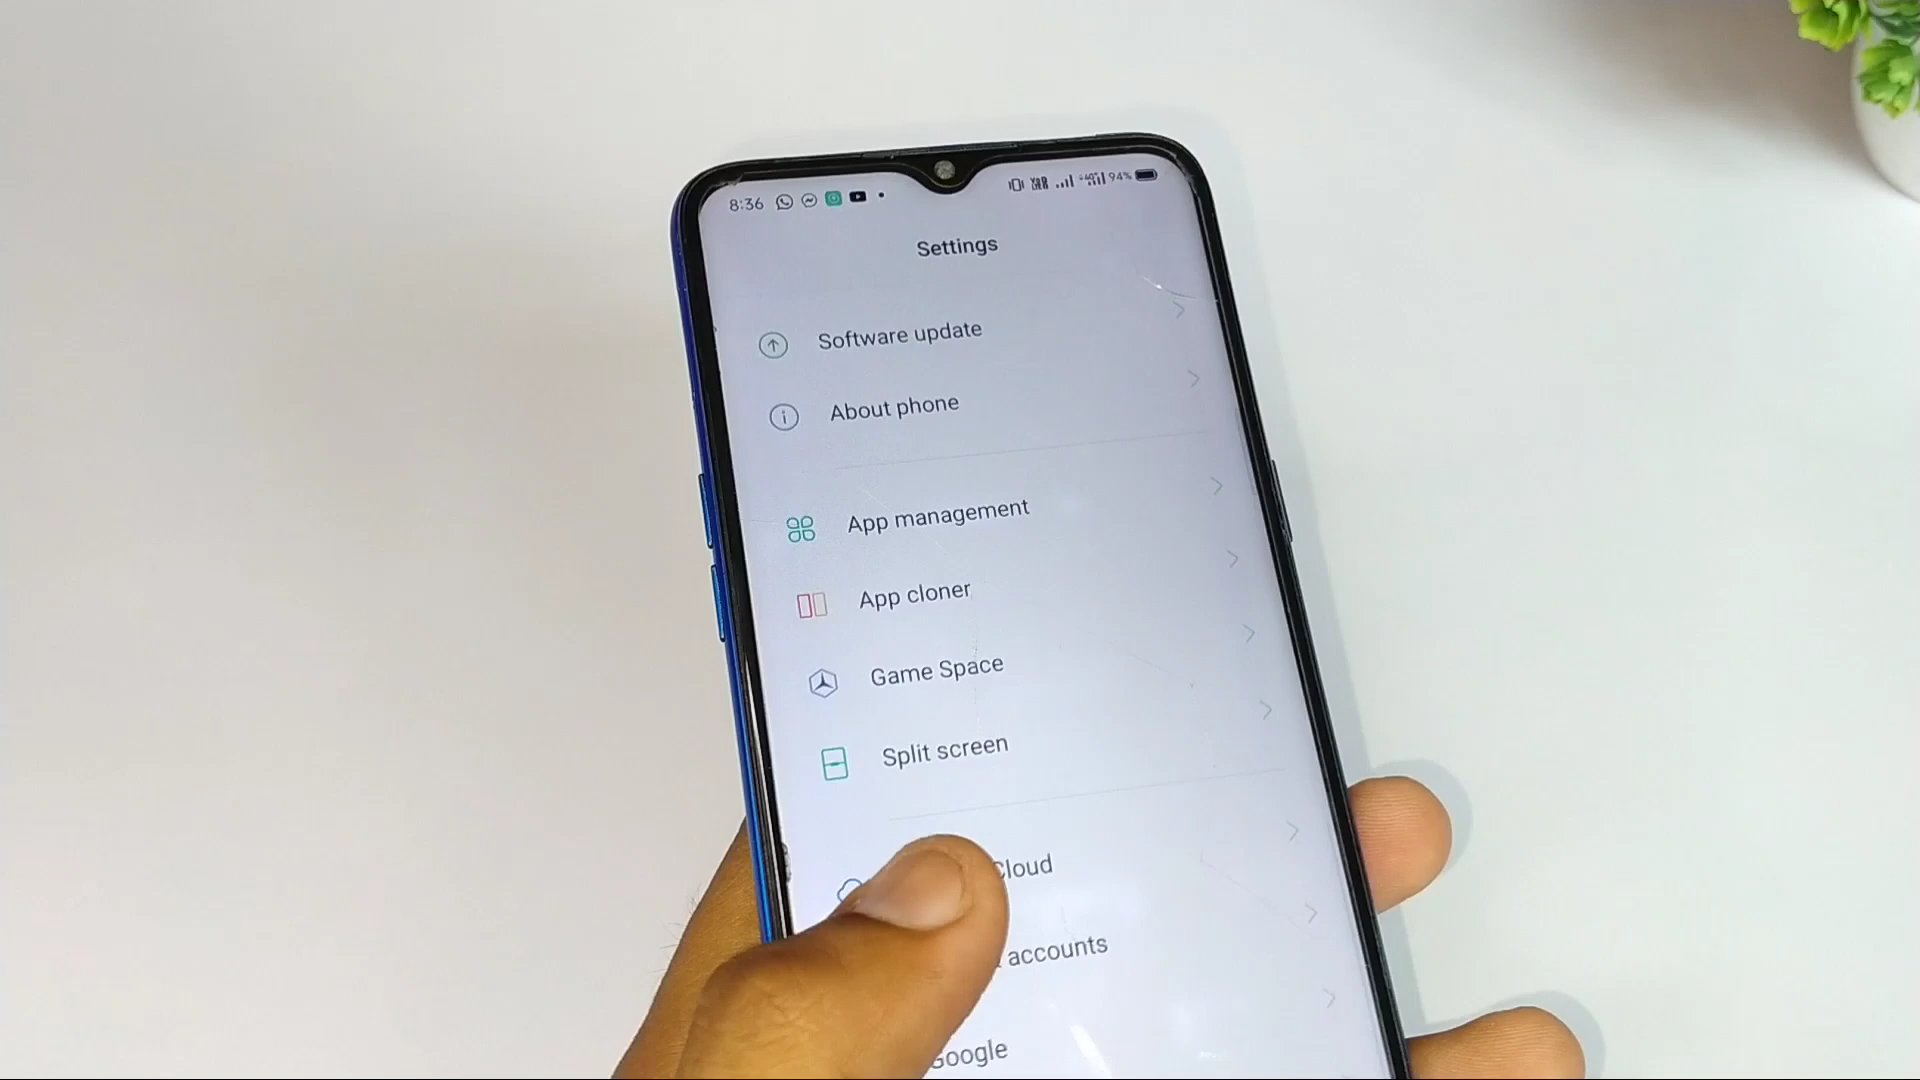 8:36 94%
Settings
Software update
About phone
App management
App cloner
Game Space
Split screen
Cloud
accounts
Google